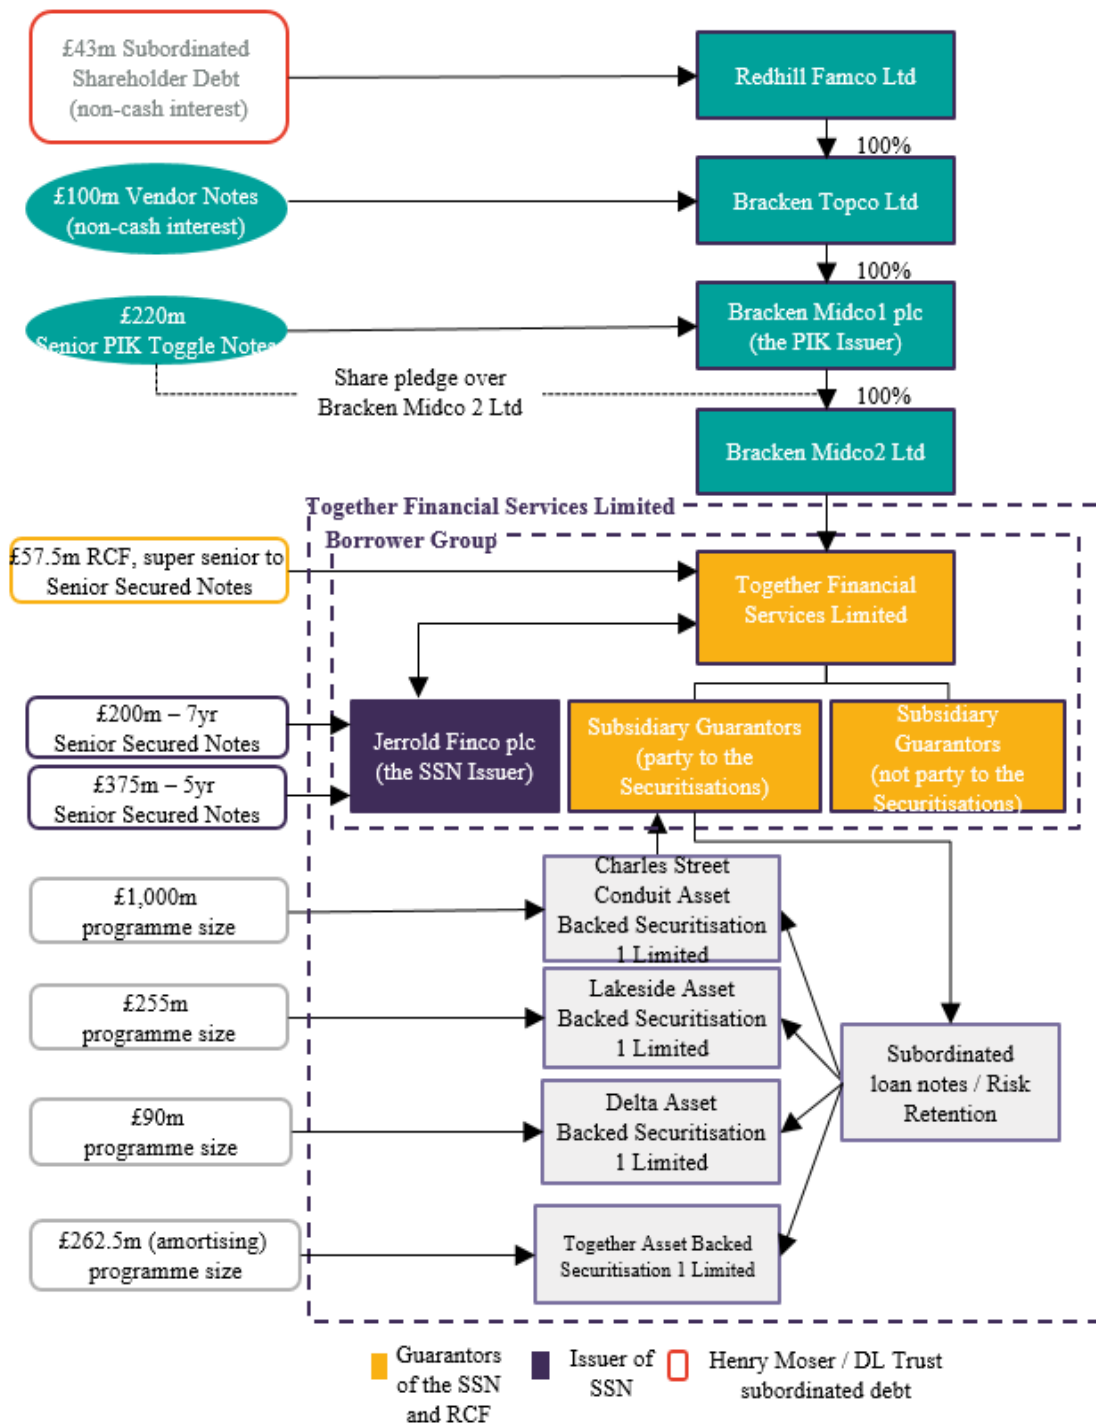 £43m Subordinated
Shareholder Debt
(non-cash interest)
Redhill Famco Ltd
100%
£100m Vendor Notes
(non-cash interest)
Bracken Topco Ltd
100%
£220m
Senior PIK Toggle Notes
Bracken Midco1 plc
(the PIK Issuer)
Share pledge over
Bracken Midco 2 Ltd
100%
Bracken Midco2 Ltd
Together Financial Services Limited
Borrower Group
£57.5m RCF, super senior to
Senior Secured Notes
Together Financial
Services Limited
£200m – 7yr
Senior Secured Notes
£375m – 5yr
Senior Secured Notes
Jerrold Finco plc
(the SSN Issuer)
Subsidiary Guarantors
(party to the
Securitisations)
Subsidiary
Guarantors
(not party to the
Securitisations)
£1,000m
programme size
Charles Street
Conduit Asset
Backed Securitisation
1 Limited
£255m
programme size
Lakeside Asset
Backed Securitisation
1 Limited
Subordinated
loan notes / Risk
Retention
£90m
programme size
Delta Asset
Backed Securitisation
1 Limited
£262.5m (amortising)
programme size
Together Asset Backed
Securitisation 1 Limited
Guarantors
of the SSN
and RCF
Issuer of
SSN
Henry Moser / DL Trust
subordinated debt